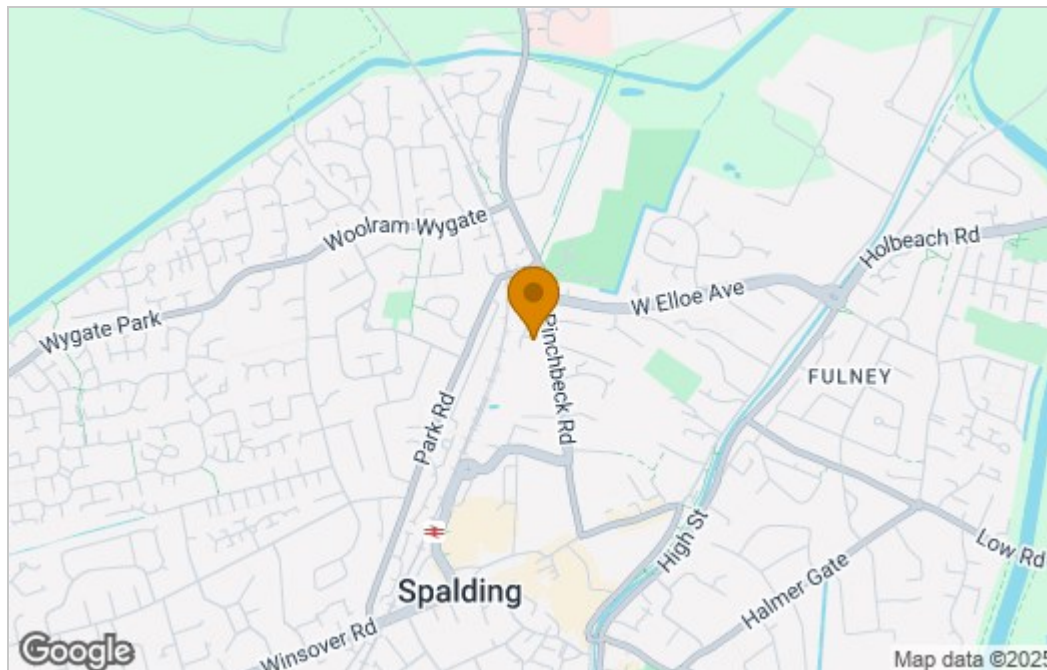 Woolram Wygate
Holbeach Rd
W Elloe Ave
Wygate Park
Pinchbeck Rd
FULNEY
Park Rd
High St
Low Rd
Spalding
Halmer Gate
Winsover Rd
Google
Map data ©2025